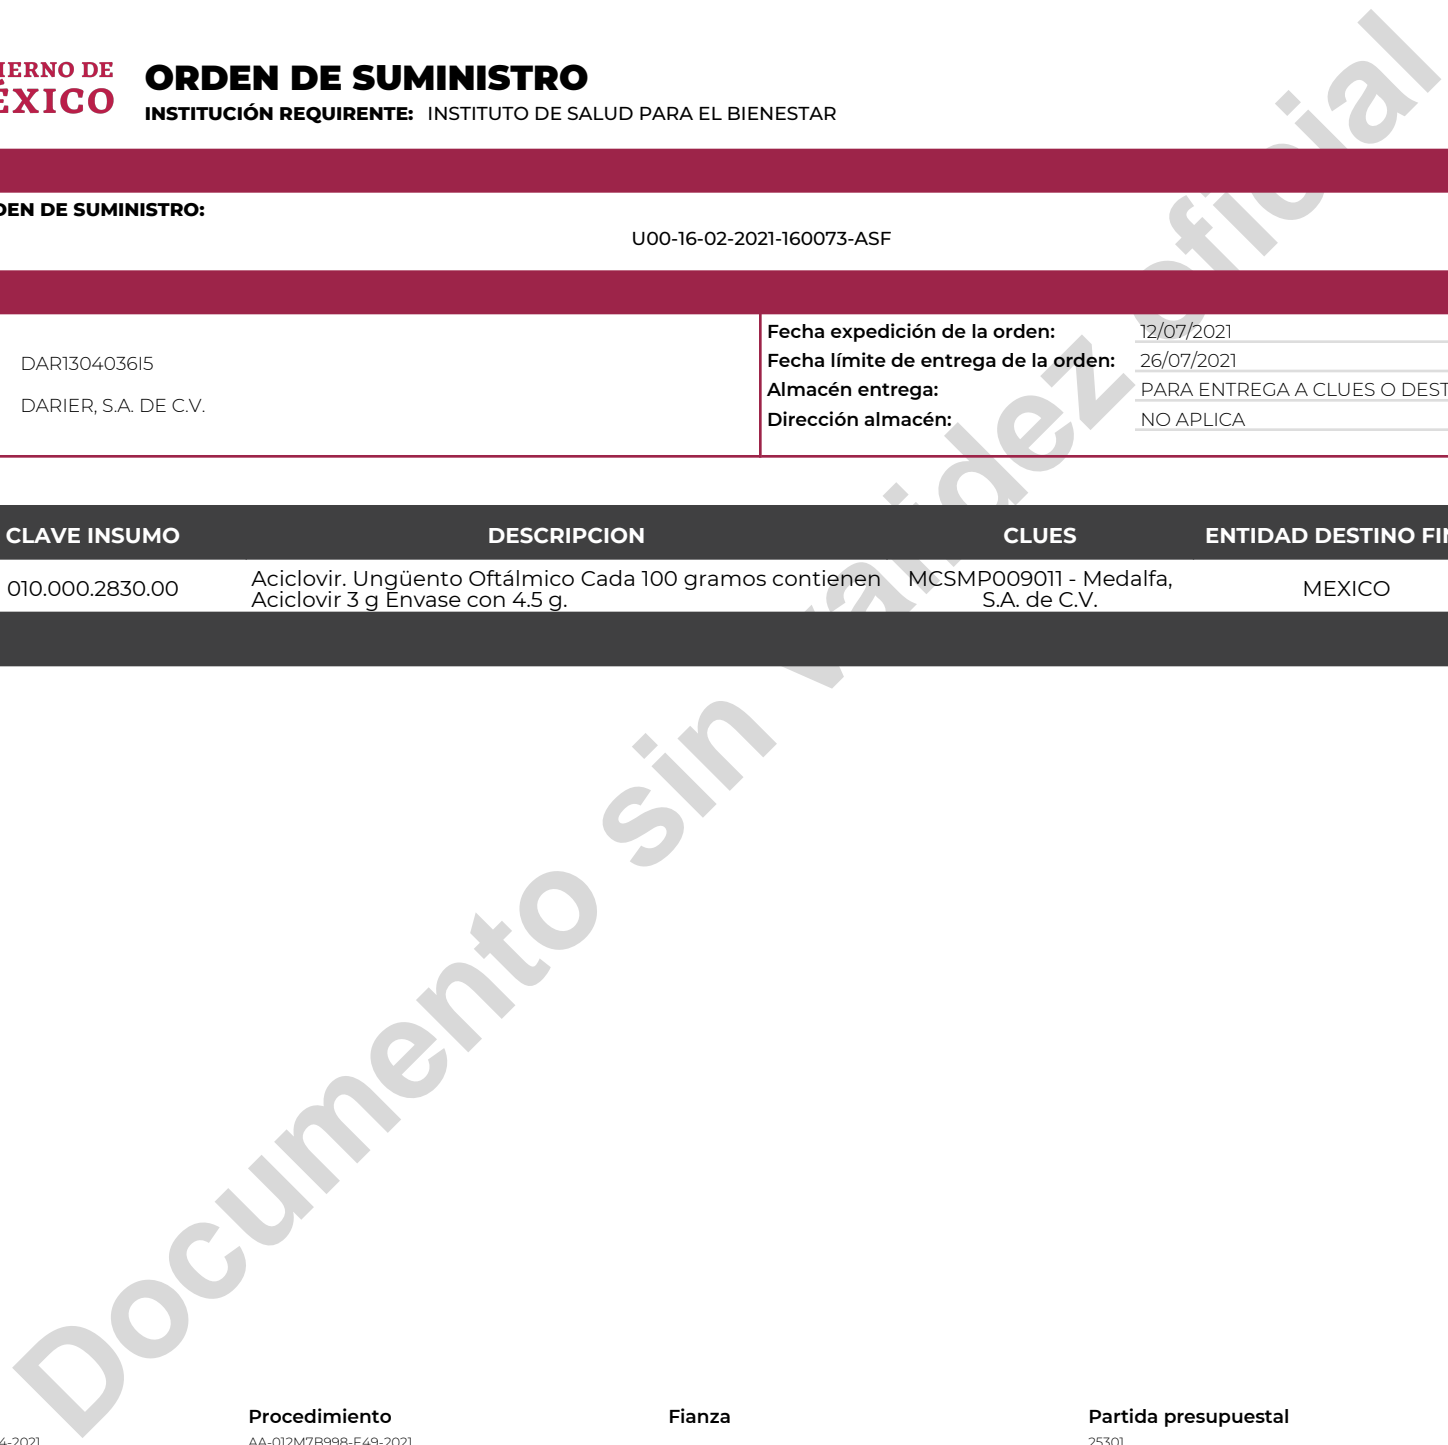 IERNO DE
ÉXICO
ORDEN DE SUMINISTRO
INSTITUCIÓN REQUIRENTE: INSTITUTO DE SALUD PARA EL BIENESTAR
DEN DE SUMINISTRO:
U00-16-02-2021-160073-ASF
DAR1304036I5
DARIER, S.A. DE C.V.
Fecha expedición de la orden: 12/07/2021
Fecha límite de entrega de la orden: 26/07/2021
Almacén entrega: PARA ENTREGA A CLUES O DEST
Dirección almacén: NO APLICA
CLAVE INSUMO DESCRIPCION CLUES ENTIDAD DESTINO FIN
010.000.2830.00 Aciclovir. Ungüento Oftálmico Cada 100 gramos contienen MCSMP009011 - Medalfa, MEXICO
Aciclovir 3 g Envase con 4.5 g. S.A. de C.V.
Documento sin validez oficial
Procedimiento Fianza Partida presupuestal
4-2021 AA-012M7B998-E49-2021 25301